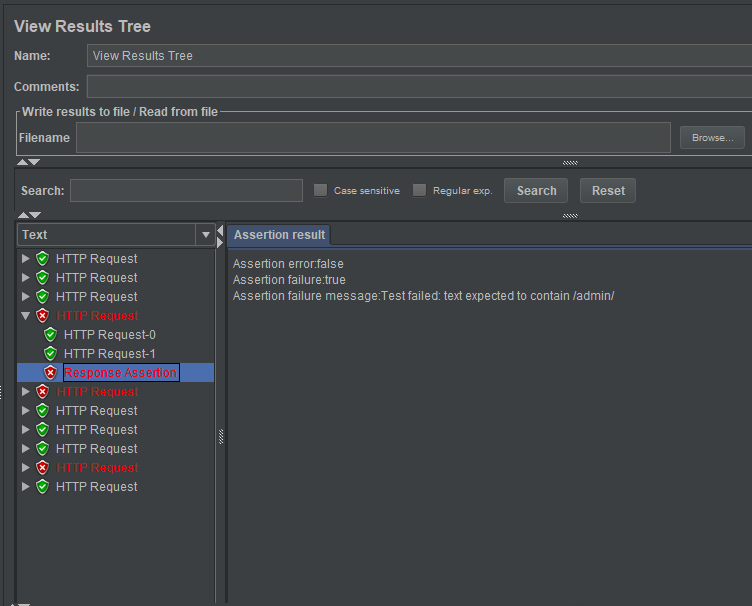 View Results Tree
Name: View Results Tree
Comments:
Write results to file / Read from file
Filename Browse...
Search: Case sensitive Regular exp. Search Reset
Text
HTTP Request
HTTP Request
HTTP Request
HTTP Request
HTTP Request-0
HTTP Request-1
Response Assertion
HTTP Request
HTTP Request
HTTP Request
HTTP Request
HTTP Request
HTTP Request
Assertion result
Assertion error:false
Assertion failure:true
Assertion failure message:Test failed: text expected to contain /admin/